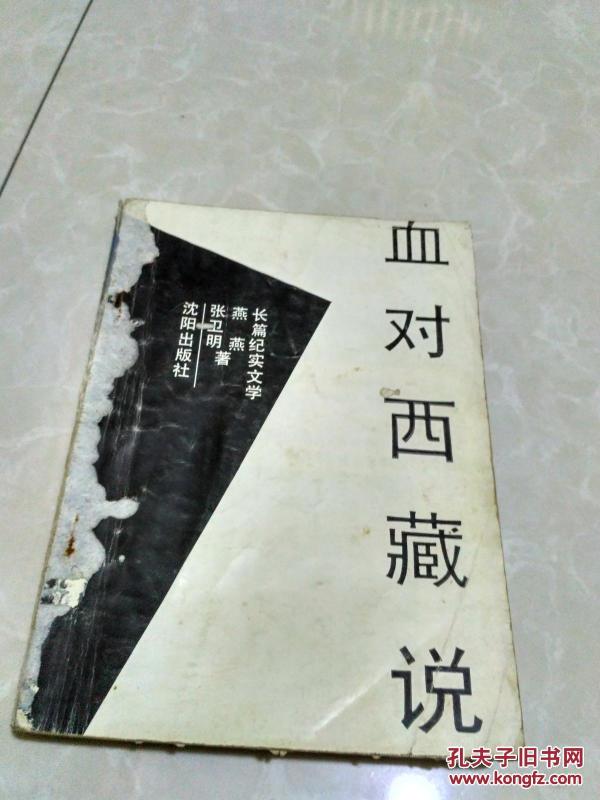 血对西藏说
长篇纪实文学
燕燕
张卫明著
沈阳出版社
孔夫子旧书网
www.kongfz.com